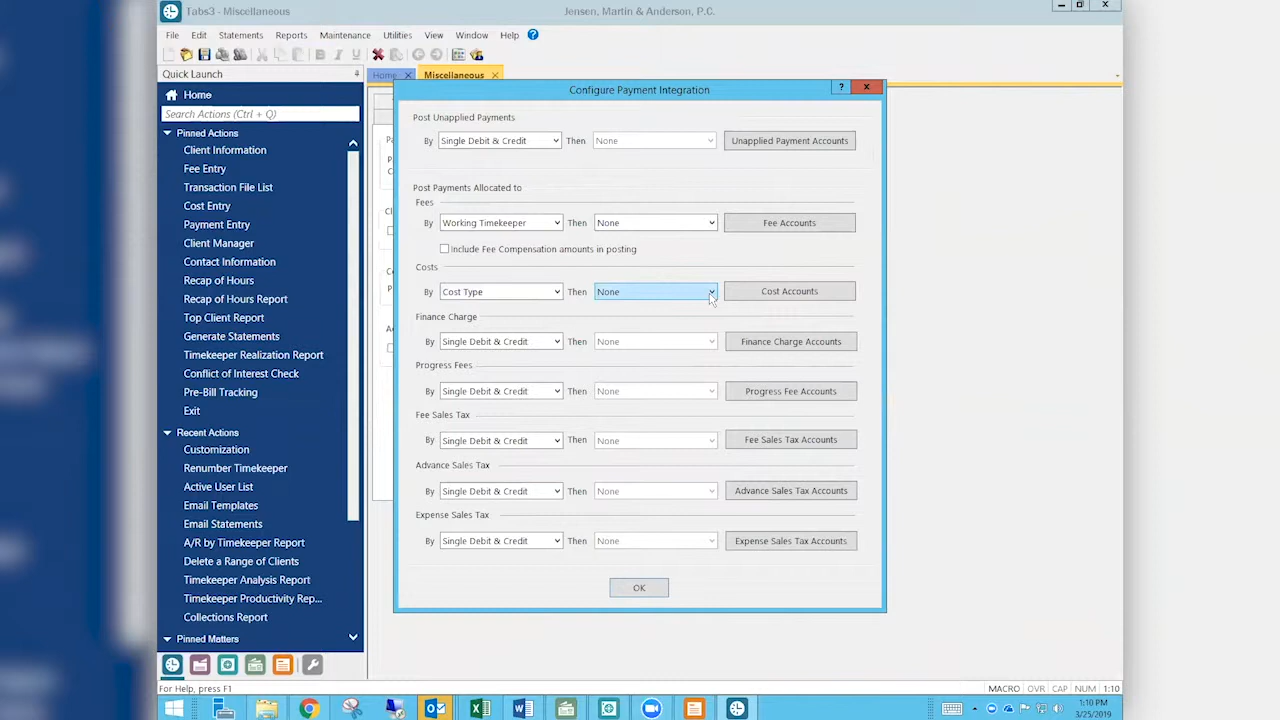 Tabs3 - Miscellaneous
Jensen, Martin & Anderson, P.C.
File Edit Statements Reports Maintenance Utilities View Window Help
Quick Launch
Home
Search Actions (Ctrl + Q)
Pinned Actions
Client Information
Fee Entry
Transaction File List
Cost Entry
Payment Entry
Client Manager
Contact Information
Recap of Hours
Recap of Hours Report
Top Client Report
Generate Statements
Timekeeper Realization Report
Conflict of Interest Check
Pre-Bill Tracking
Exit
Recent Actions
Customization
Renumber Timekeeper
Active User List
Email Templates
Email Statements
A/R by Timekeeper Report
Delete a Range of Clients
Timekeeper Analysis Report
Timekeeper Productivity Rep...
Collections Report
Pinned Matters
Home
Miscellaneous
Configure Payment Integration
Post Unapplied Payments
By Single Debit & Credit Then None Unapplied Payment Accounts
Post Payments Allocated to
Fees
By Working Timekeeper Then None Fee Accounts
Include Fee Compensation amounts in posting
Costs
By Cost Type Then None Cost Accounts
Finance Charge
By Single Debit & Credit Then None Finance Charge Accounts
Progress Fees
By Single Debit & Credit Then None Progress Fee Accounts
Fee Sales Tax
By Single Debit & Credit Then None Fee Sales Tax Accounts
Advance Sales Tax
By Single Debit & Credit Then None Advance Sales Tax Accounts
Expense Sales Tax
By Single Debit & Credit Then None Expense Sales Tax Accounts
OK
For Help, press F1
MACRO OVR CAP NUM 1:10
1:10 PM
3/25/2019